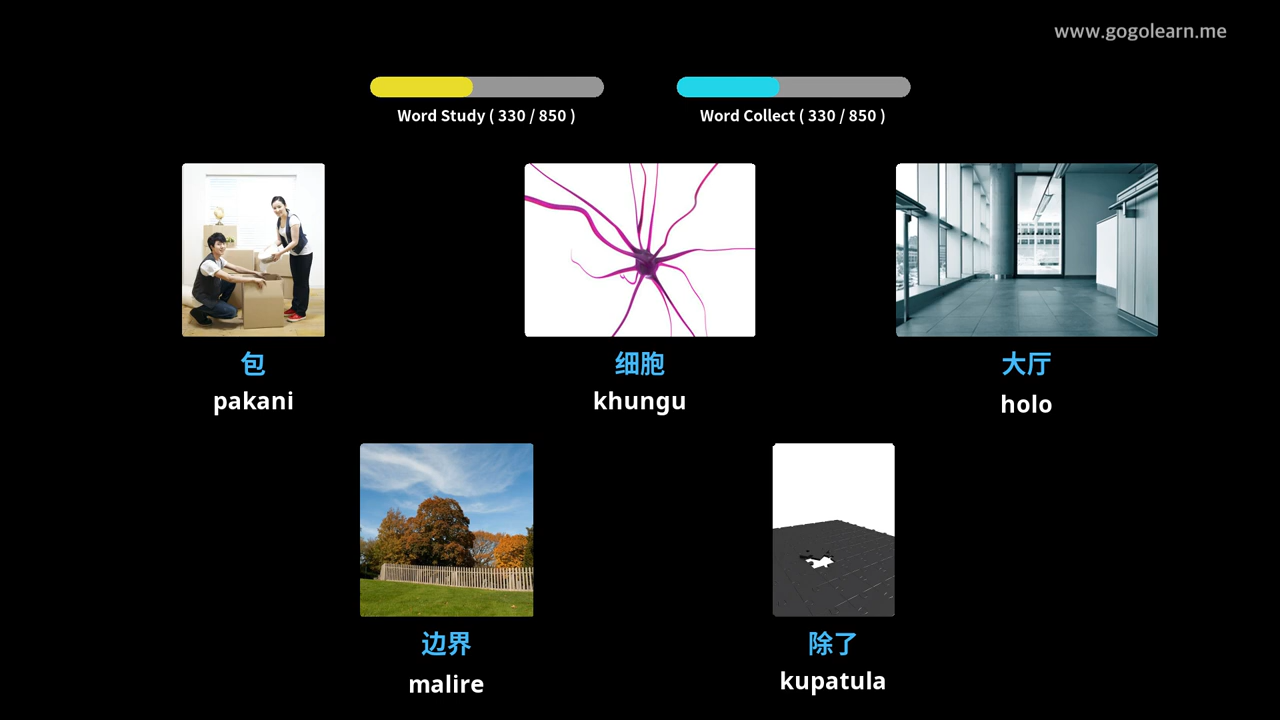 www.gogolearn.me
Word Study ( 330 / 850 )
Word Collect ( 330 / 850 )
包
pakani
细胞
khungu
大厅
holo
边界
malire
除了
kupatula